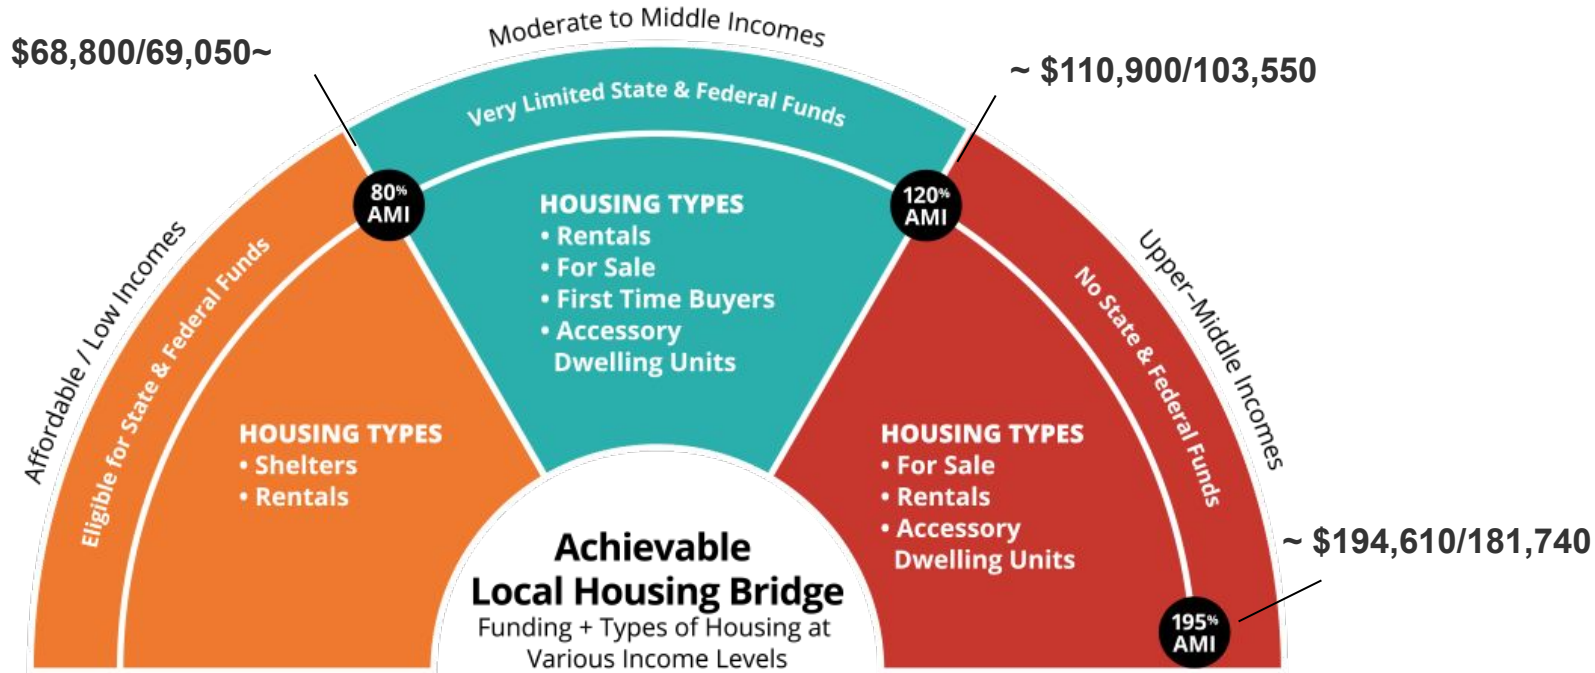 $68,800/69,050~
Moderate to Middle Incomes
~ $110,900/103,550
Very Limited State & Federal Funds
80% AMI
120% AMI
HOUSING TYPES
• Rentals
• For Sale
• First Time Buyers
• Accessory
Dwelling Units
Affordable / Low Incomes
Eligible for State & Federal Funds
HOUSING TYPES
• Shelters
• Rentals
Upper-Middle Incomes
No State & Federal Funds
HOUSING TYPES
• For Sale
• Rentals
• Accessory
Dwelling Units
~ $194,610/181,740
195% AMI
Achievable
Local Housing Bridge
Funding + Types of Housing at
Various Income Levels